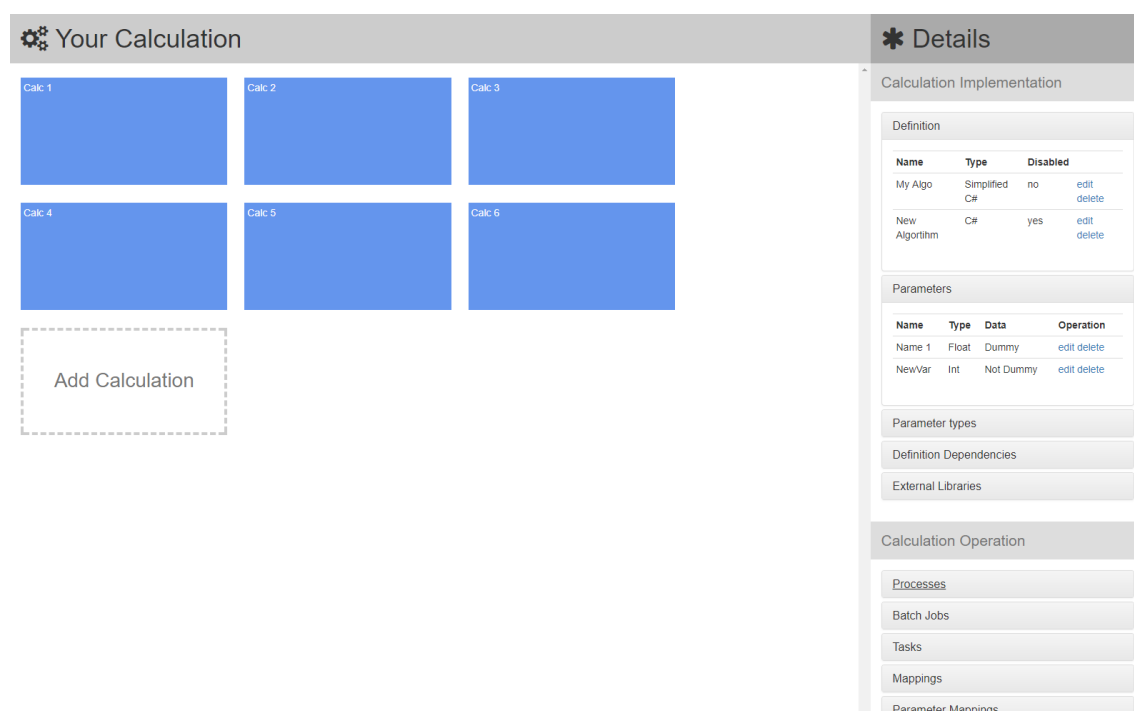 Your Calculation
Calc 1
Calc 2
Calc 3
Calc 4
Calc 5
Calc 6
Add Calculation
Details
Calculation Implementation
Definition
Name Type Disabled
My Algo Simplified C# no edit delete
New Algortihm C# yes edit delete
Parameters
Name Type Data Operation
Name 1 Float Dummy edit delete
NewVar Int Not Dummy edit delete
Parameter types
Definition Dependencies
External Libraries
Calculation Operation
Processes
Batch Jobs
Tasks
Mappings
Parameter Mappings